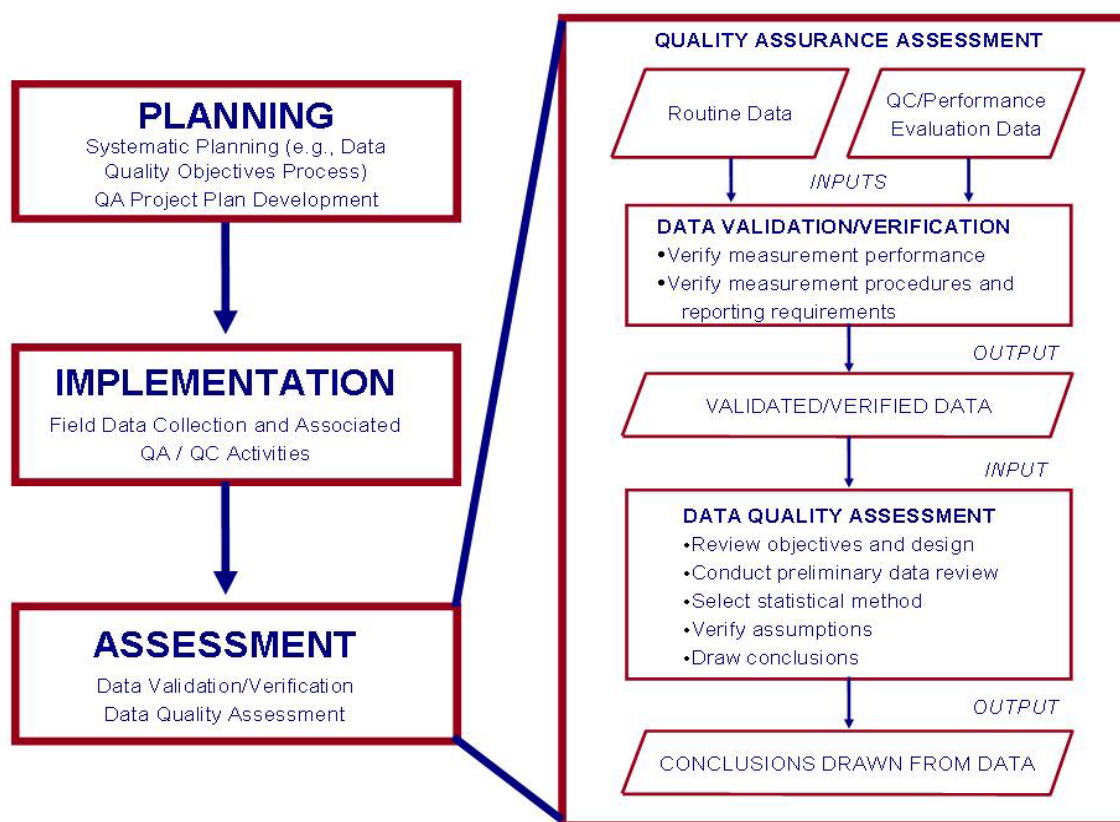 PLANNING
Systematic Planning (e.g., Data
Quality Objectives Process)
QA Project Plan Development
IMPLEMENTATION
Field Data Collection and Associated
QA / QC Activities
ASSESSMENT
Data Validation/Verification
Data Quality Assessment
QUALITY ASSURANCE ASSESSMENT
Routine Data
QC/Performance
Evaluation Data
INPUTS
DATA VALIDATION/VERIFICATION
•Verify measurement performance
•Verify measurement procedures and
reporting requirements
OUTPUT
VALIDATED/VERIFIED DATA
INPUT
DATA QUALITY ASSESSMENT
•Review objectives and design
•Conduct preliminary data review
•Select statistical method
•Verify assumptions
•Draw conclusions
OUTPUT
CONCLUSIONS DRAWN FROM DATA